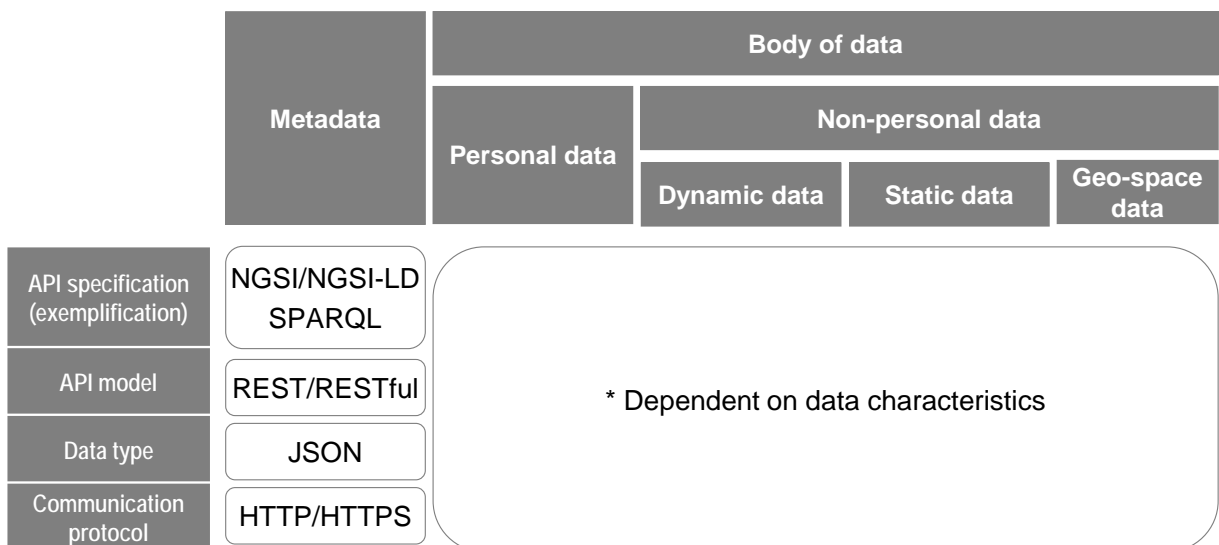 Metadata
Body of data
Personal data
Non-personal data
Dynamic data
Static data
Geo-space
data
API specification
(exemplification)
NGSI/NGSI-LD
SPARQL
API model
REST/RESTful
* Dependent on data characteristics
Data type
JSON
Communication
protocol
HTTP/HTTPS